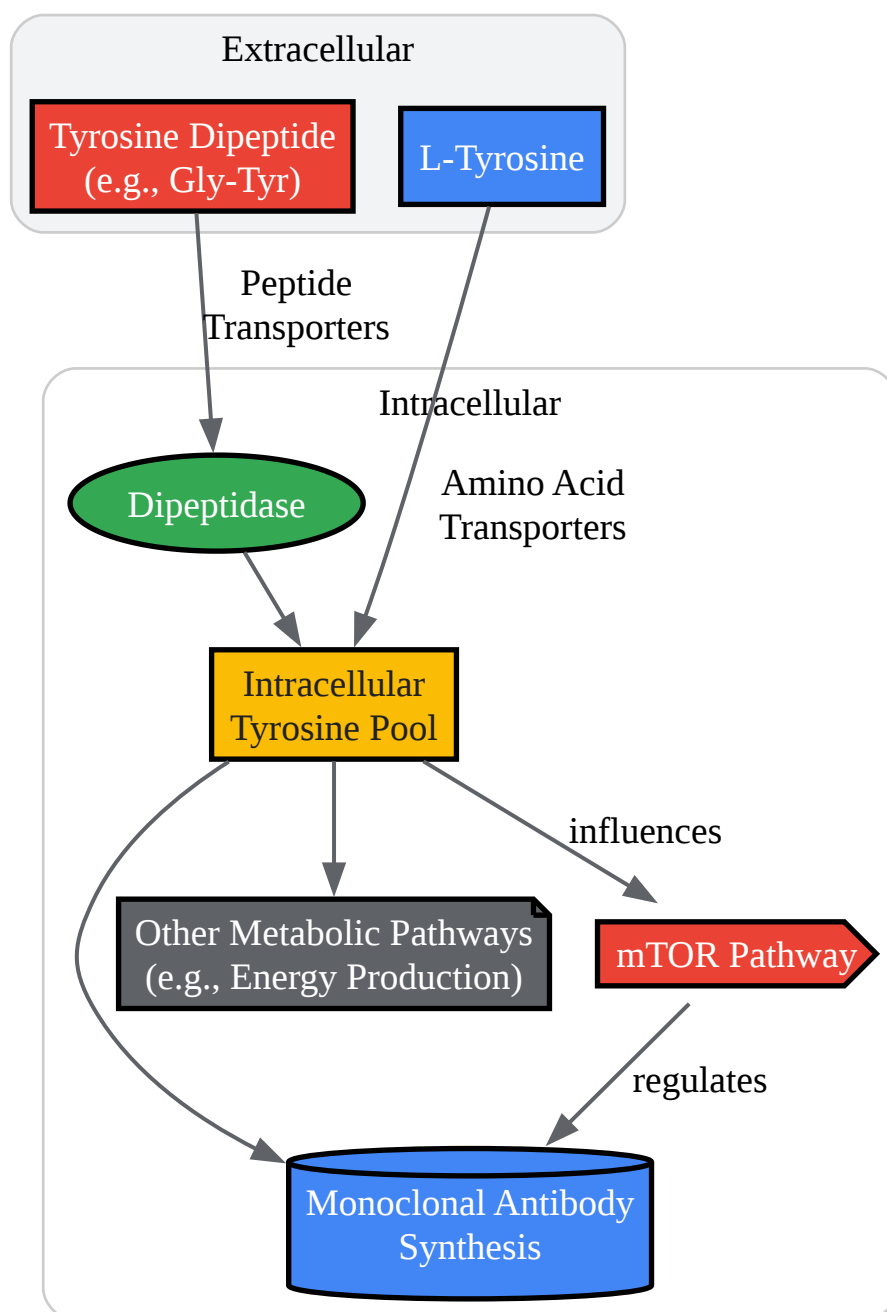 Extracellular
Tyrosine Dipeptide
(e.g., Gly-Tyr)
L-Tyrosine
Peptide
Transporters
Intracellular
Amino Acid
Transporters
Dipeptidase
Intracellular
Tyrosine Pool
influences
Other Metabolic Pathways
(e.g., Energy Production)
mTOR Pathway
regulates
Monoclonal Antibody
Synthesis